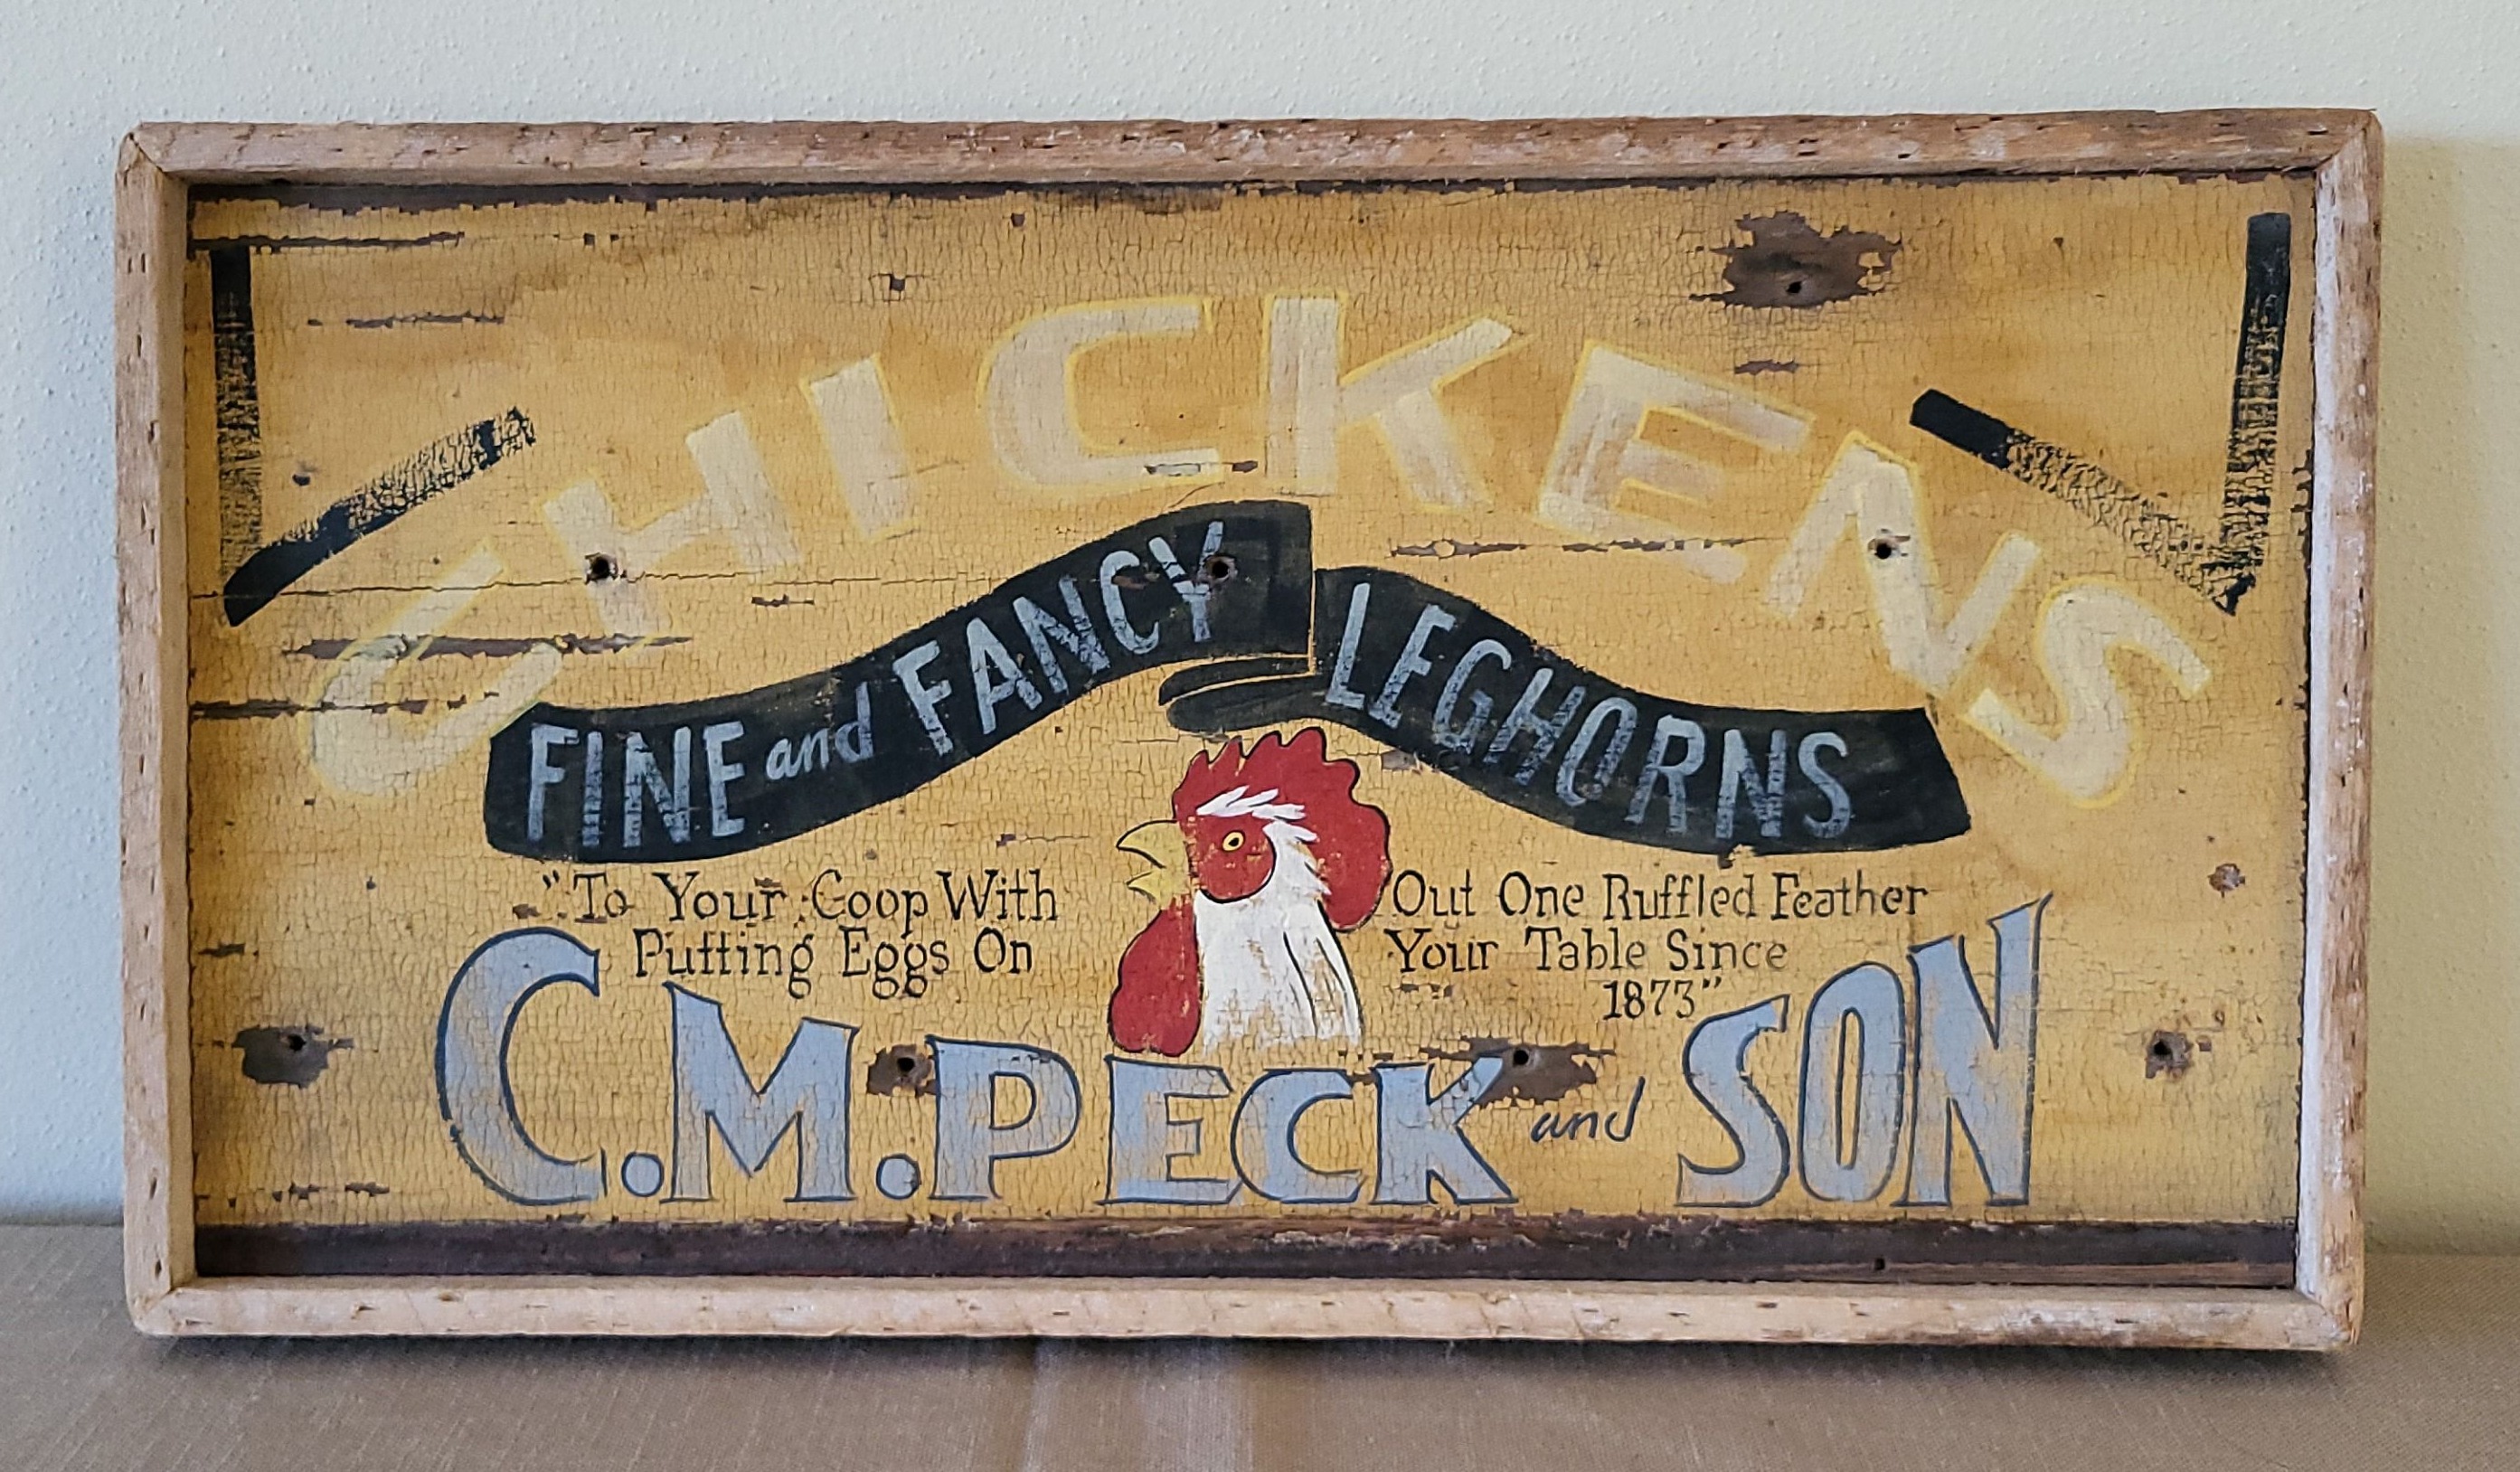 CHICKENS
FINE and FANCY LEGHORNS
"To Your Coop With Out One Ruffled Feather
Putting Eggs On Your Table Since
1873"
C.M.PECK and SON